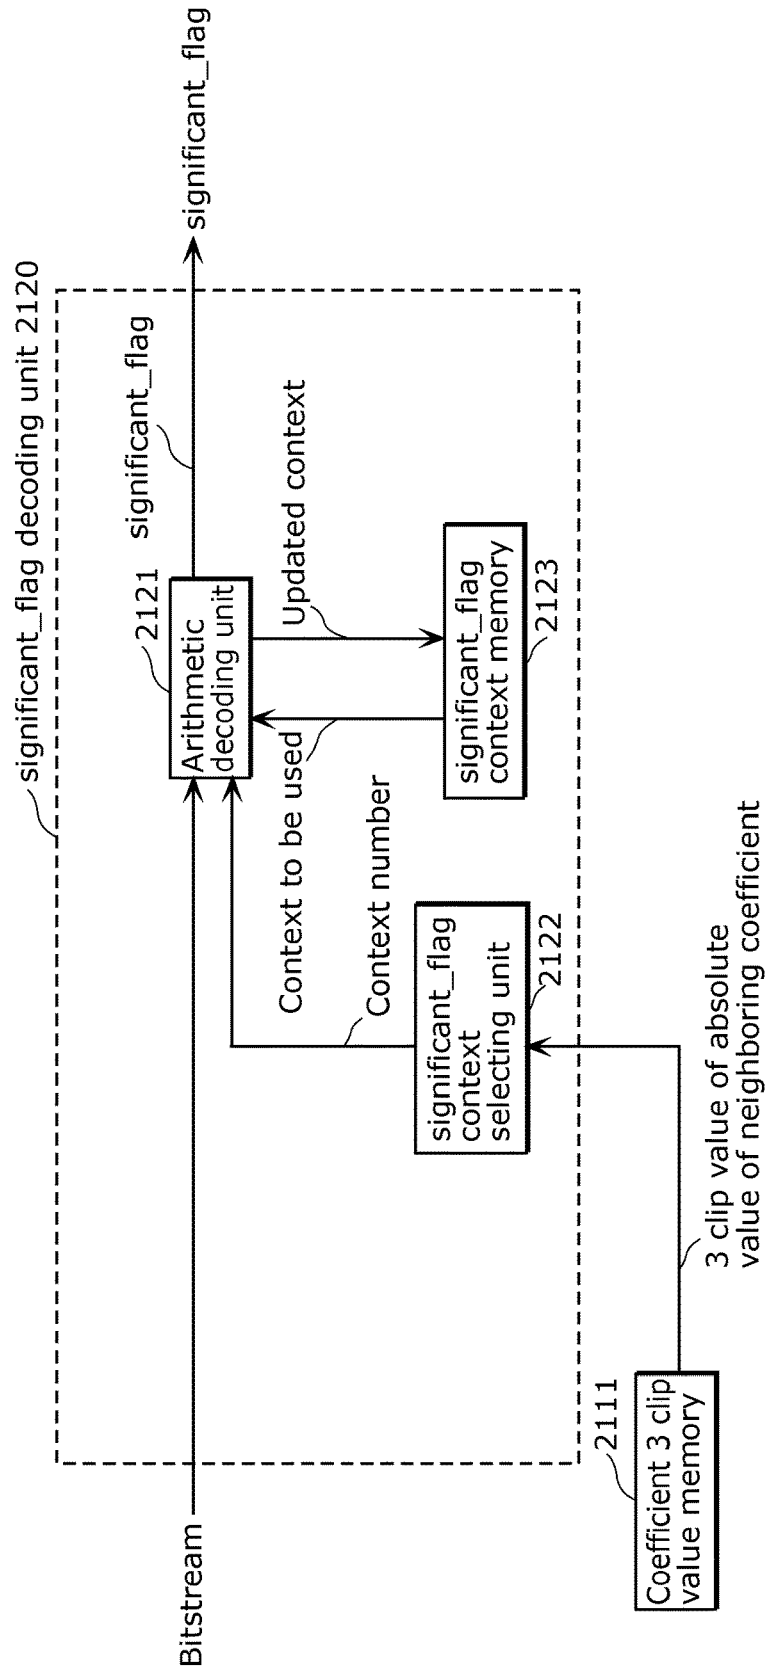 significant_flag decoding unit 2120
Bitstream
significant_flag
significant_flag
2121
Arithmetic
decoding unit
Updated context
Context to be used
Context number
significant_flag
context
selecting unit
2122
significant_flag
context memory
2123
2111
Coefficient 3 clip
value memory
3 clip value of absolute
value of neighboring coefficient